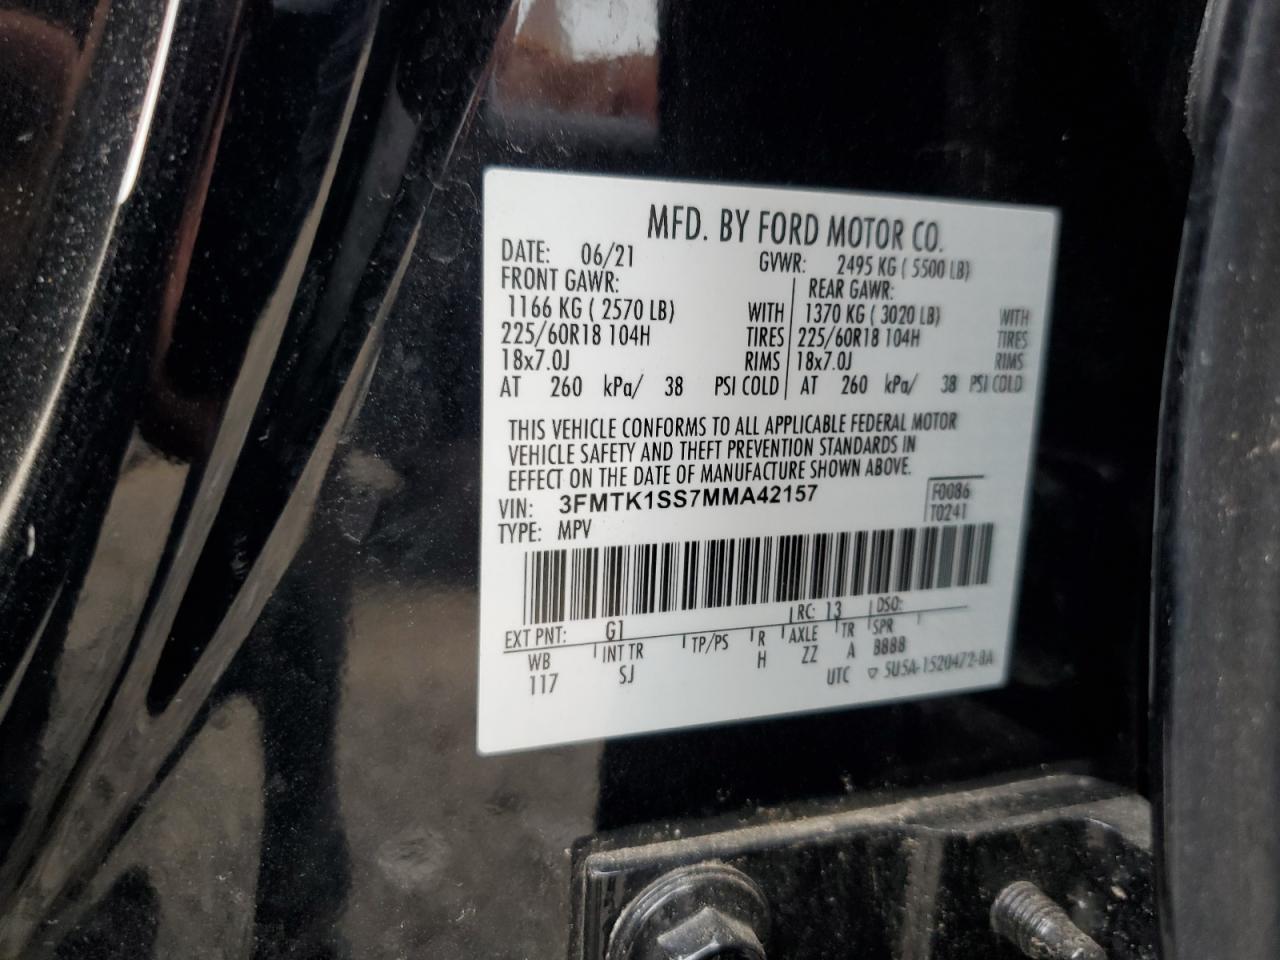 MFD. BY FORD MOTOR CO.
DATE: 06/21 GVWR: 2495 KG ( 5500 LB)
FRONT GAWR: REAR GAWR:
1166 KG ( 2570 LB) WITH 1370 KG ( 3020 LB) WITH
225/60R18 104H TIRES 225/60R18 104H TIRES
18x7.0J RIMS 18x7.0J RIMS
AT 260 kPa/ 38 PSI COLD AT 260 kPa/ 38 PSI COLD
THIS VEHICLE CONFORMS TO ALL APPLICABLE FEDERAL MOTOR
VEHICLE SAFETY AND THEFT PREVENTION STANDARDS IN
EFFECT ON THE DATE OF MANUFACTURE SHOWN ABOVE.
VIN: 3FMTK1SS7MMA42157 F0086
TYPE: MPV T0241
EXT PNT: G1 RC: 13 DSO:
WB INT TR TP/PS R AXLE TR SPR
117 SJ H ZZ A 8888
UTC ▽ 5U5A-1520472-BA